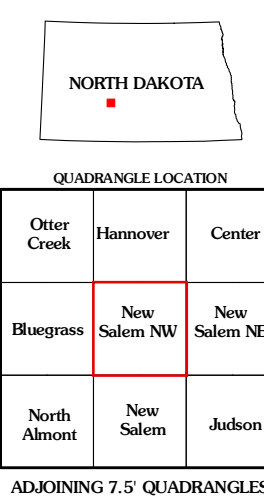 NORTH DAKOTA
QUADRANGLE LOCATION
Otter
Creek
Hannover
Center
Bluegrass
New
Salem NW
New
Salem NE
North
Almont
New
Salem
Judson
ADJOINING 7.5' QUADRANGLES